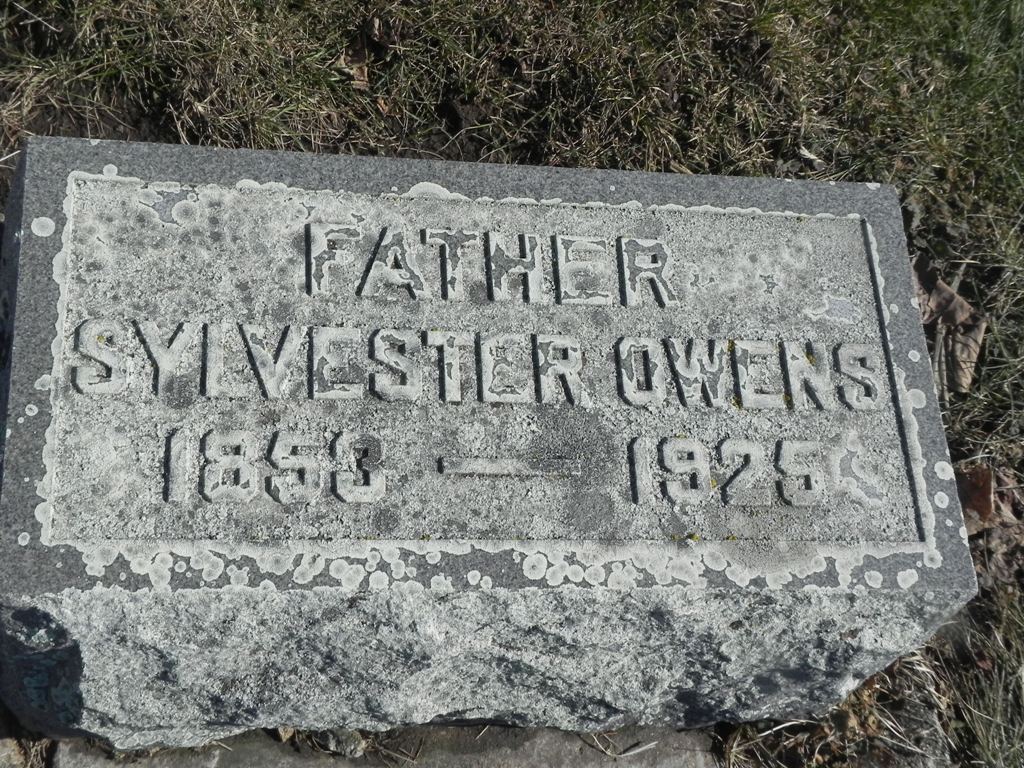 FATHER
SYLVESTER OWENS
1853 — 1925